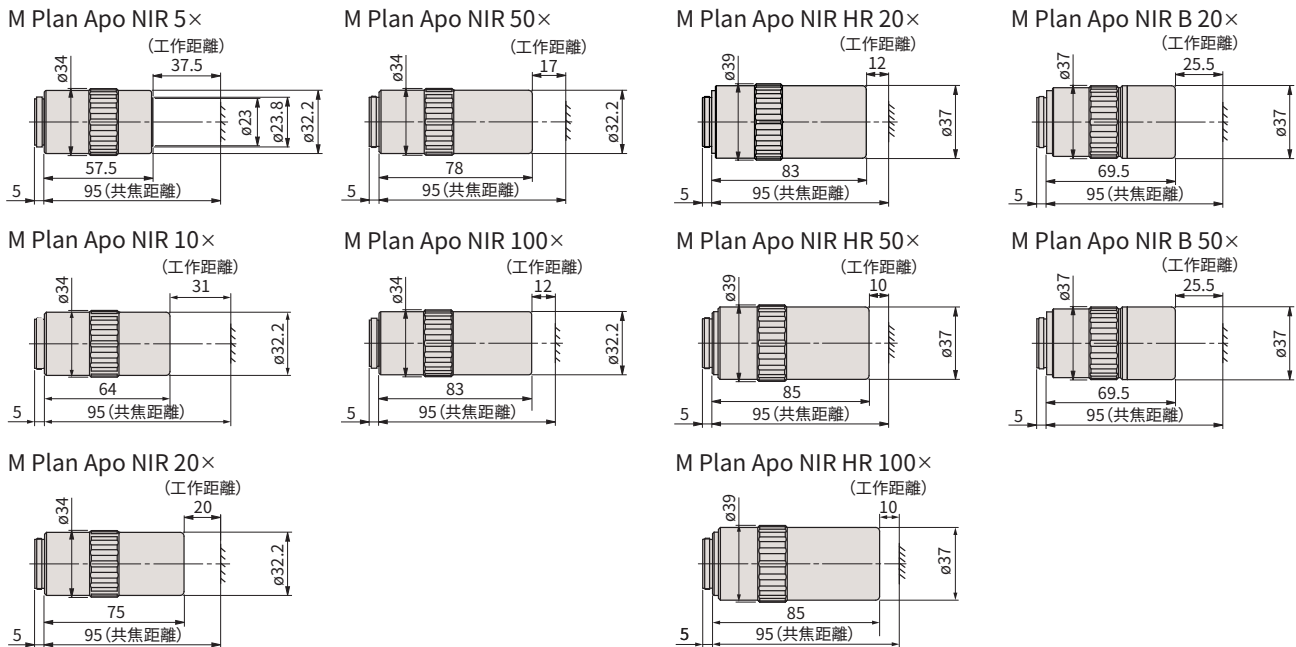 M Plan Apo NIR 5×
(工作距離)
37.5
ø34
ø23
ø23.8
ø32.2
57.5
5
95(共焦距離)
M Plan Apo NIR 50×
(工作距離)
17
ø34
ø32.2
78
5
95(共焦距離)
M Plan Apo NIR HR 20×
(工作距離)
12
ø39
ø37
83
5
95(共焦距離)
M Plan Apo NIR B 20×
(工作距離)
25.5
ø37
ø37
69.5
5
95(共焦距離)
M Plan Apo NIR 10×
(工作距離)
31
ø34
ø32.2
64
5
95(共焦距離)
M Plan Apo NIR 100×
(工作距離)
12
ø34
ø32.2
83
5
95(共焦距離)
M Plan Apo NIR HR 50×
(工作距離)
10
ø39
ø37
85
5
95(共焦距離)
M Plan Apo NIR B 50×
(工作距離)
25.5
ø37
ø37
69.5
5
95(共焦距離)
M Plan Apo NIR 20×
(工作距離)
20
ø34
ø32.2
75
5
95(共焦距離)
M Plan Apo NIR HR 100×
(工作距離)
10
ø39
ø37
85
5
95(共焦距離)